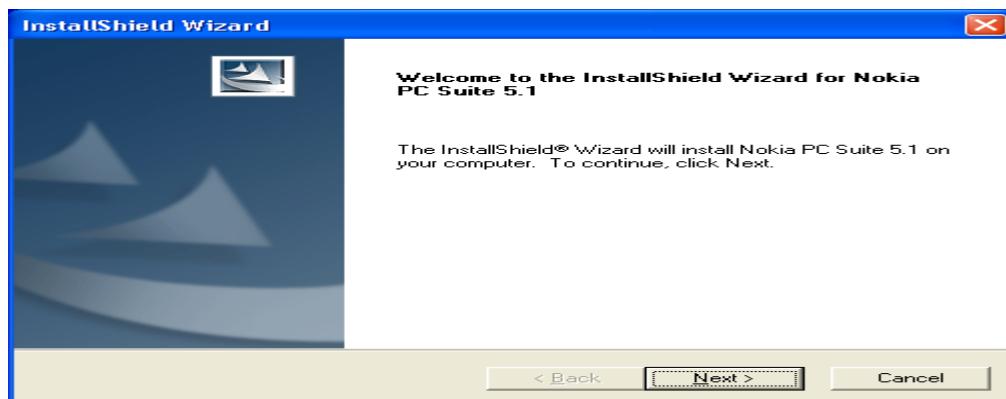 InstallShield Wizard
Welcome to the InstallShield Wizard for Nokia
PC Suite 5.1
The InstallShield® Wizard will install Nokia PC Suite 5.1 on
your computer. To continue, click Next.
< Back
Next >
Cancel